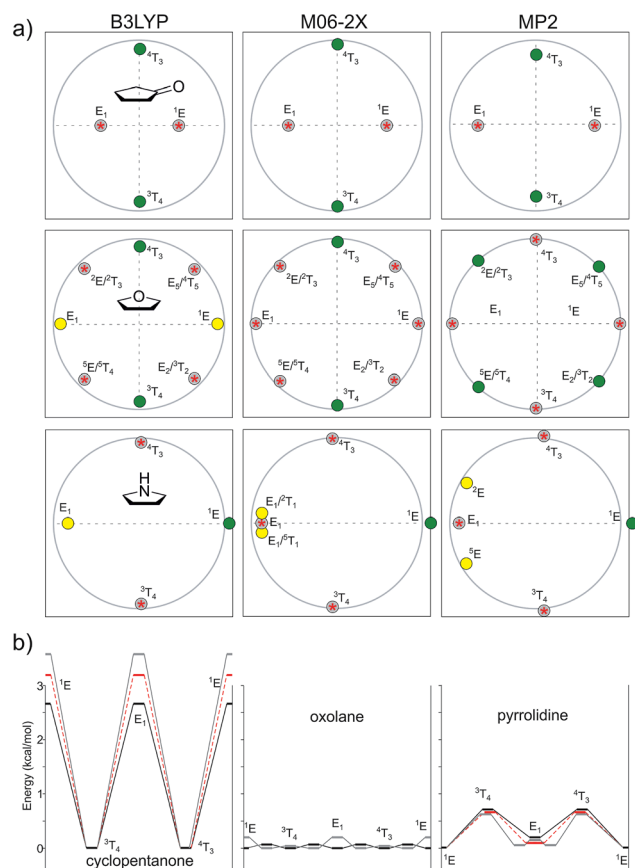 B3LYP M06-2X MP2
a)
⁴T₃ ⁴T₃ ⁴T₃
O
E₁ ¹E E₁ ¹E E₁ ¹E
³T₄ ³T₄ ³T₄
⁴T₃ ⁴T₃ ⁴T₃
²E/²T₃ E₅/⁴T₅ ²E/²T₃ E₅/⁴T₅ ²E/²T₃ E₅/⁴T₅
O
E₁ ¹E E₁ ¹E E₁ ¹E
⁵E/⁵T₄ E₂/³T₂ ⁵E/⁵T₄ E₂/³T₂ ⁵E/⁵T₄ E₂/³T₂
³T₄ ³T₄ ³T₄
⁴T₃ ⁴T₃ ⁴T₃
H
N
E₁ ¹E E₁/²T₁ ¹E ²E ¹E
E₁ E₁
E₁/⁵T₁ ⁵E
³T₄ ³T₄ ³T₄
b)
Energy (kcal/mol)
3
2
1
0
¹E ¹E
E₁
³T₄ ⁴T₃
cyclopentanone
oxolane
¹E ³T₄ E₁ ⁴T₃ ¹E
pyrrolidine
³T₄ ⁴T₃
E₁
¹E ¹E